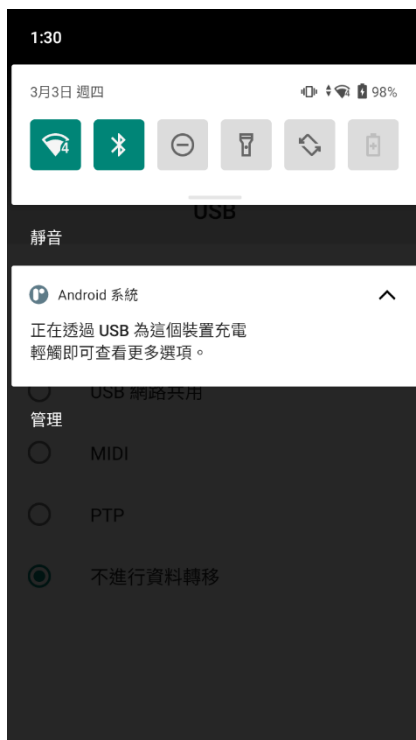 1:30
3月3日 週四
98%
4
USB
靜音
Android 系統
正在透過 USB 為這個裝置充電
輕觸即可查看更多選項。
USB 網路共用
管理
MIDI
PTP
不進行資料轉移